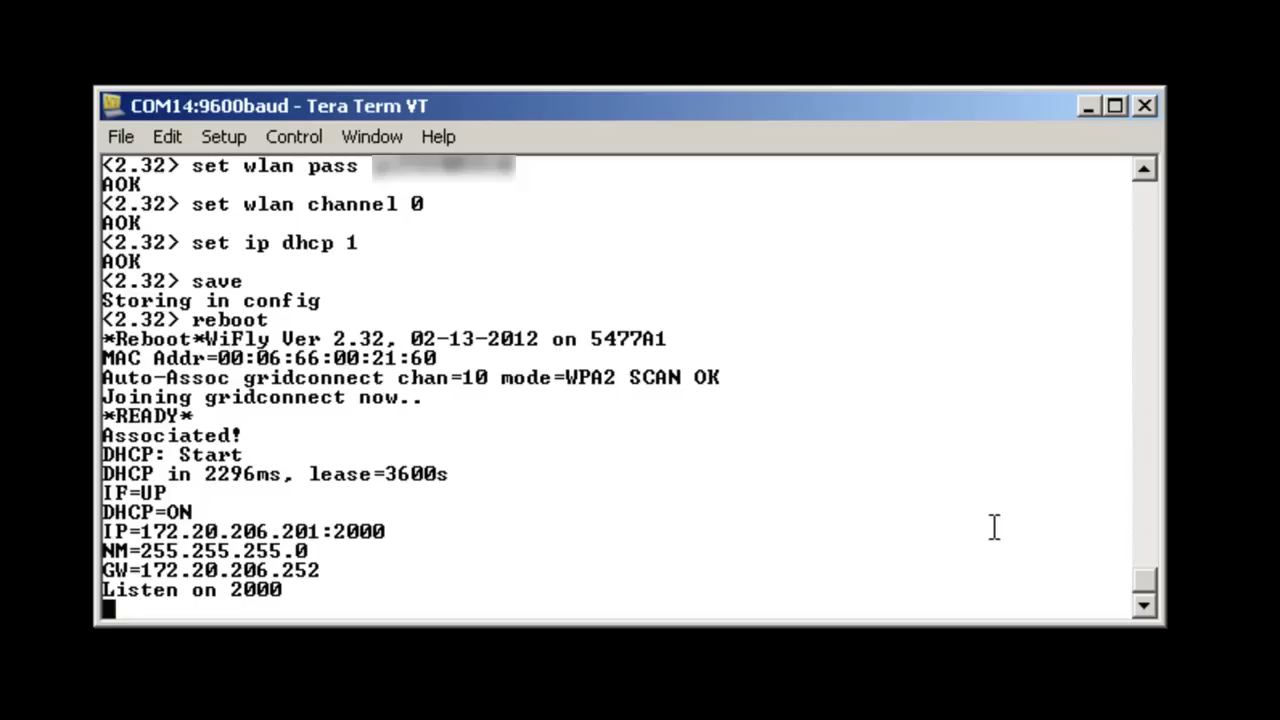 COM14:9600baud - Tera Term VT
File Edit Setup Control Window Help
<2.32> set wlan pass
AOK
<2.32> set wlan channel 0
AOK
<2.32> set ip dhcp 1
AOK
<2.32> save
Storing in config
<2.32> reboot
*Reboot*WiFly Ver 2.32, 02-13-2012 on 5477A1
MAC Addr=00:06:66:00:21:60
Auto-Assoc gridconnect chan=10 mode=WPA2 SCAN OK
Joining gridconnect now..
*READY*
Associated!
DHCP: Start
DHCP in 2296ms, lease=3600s
IF=UP
DHCP=ON
IP=172.20.206.201:2000
NM=255.255.255.0
GW=172.20.206.252
Listen on 2000